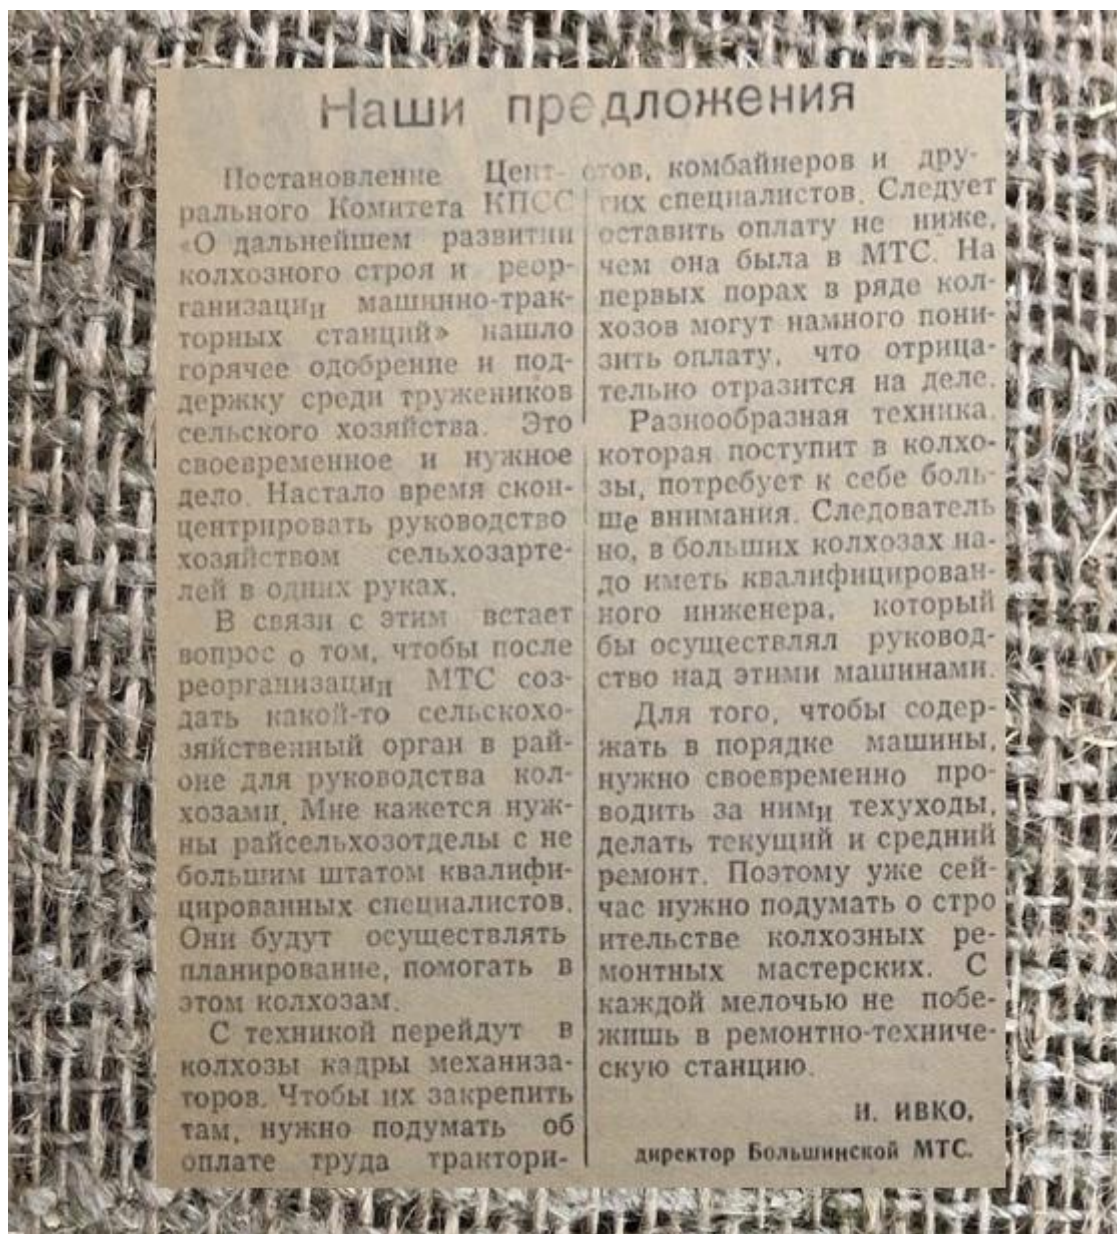 Наши предложения
Постановление Цент-
рального Комитета КПСС
«О дальнейшем развитии
колхозного строя и реор-
ганизации машинно-трак-
торных станций» нашло
горячее одобрение и под-
держку среди тружеников
сельского хозяйства. Это
своевременное и нужное
дело. Настало время скон-
центрировать руководство
хозяйством сельхозарте-
лей в одних руках.
В связи с этим встает
вопрос о том, чтобы после
реорганизации МТС соз-
дать какой-то сельскохо-
зяйственный орган в рай-
оне для руководства кол-
хозами. Мне кажется нуж-
ны райсельхозотделы с не
большим штатом квалифи-
цированных специалистов.
Они будут осуществлять
планирование, помогать в
этом колхозам.
С техникой перейдут в
колхозы кадры механиза-
торов. Чтобы их закрепить
там, нужно подумать об
оплате труда трактори-
стов, комбайнеров и дру-
гих специалистов. Следует
оставить оплату не ниже,
чем она была в МТС. На
первых порах в ряде кол-
хозов могут намного пони-
зить оплату, что отрица-
тельно отразится на деле.
Разнообразная техника,
которая поступит в колхо-
зы, потребует к себе боль-
ше внимания. Следователь
но, в больших колхозах на-
до иметь квалифицирован-
ного инженера, который
бы осуществлял руковод-
ство над этими машинами.
Для того, чтобы содер-
жать в порядке машины,
нужно своевременно про-
водить за ними техуходы,
делать текущий и средний
ремонт. Поэтому уже сей-
час нужно подумать о стро
ительстве колхозных ре-
монтных мастерских. С
каждой мелочью не побе-
жишь в ремонтно-техниче-
скую станцию.
И. ИВКО,
директор Большинской МТС.